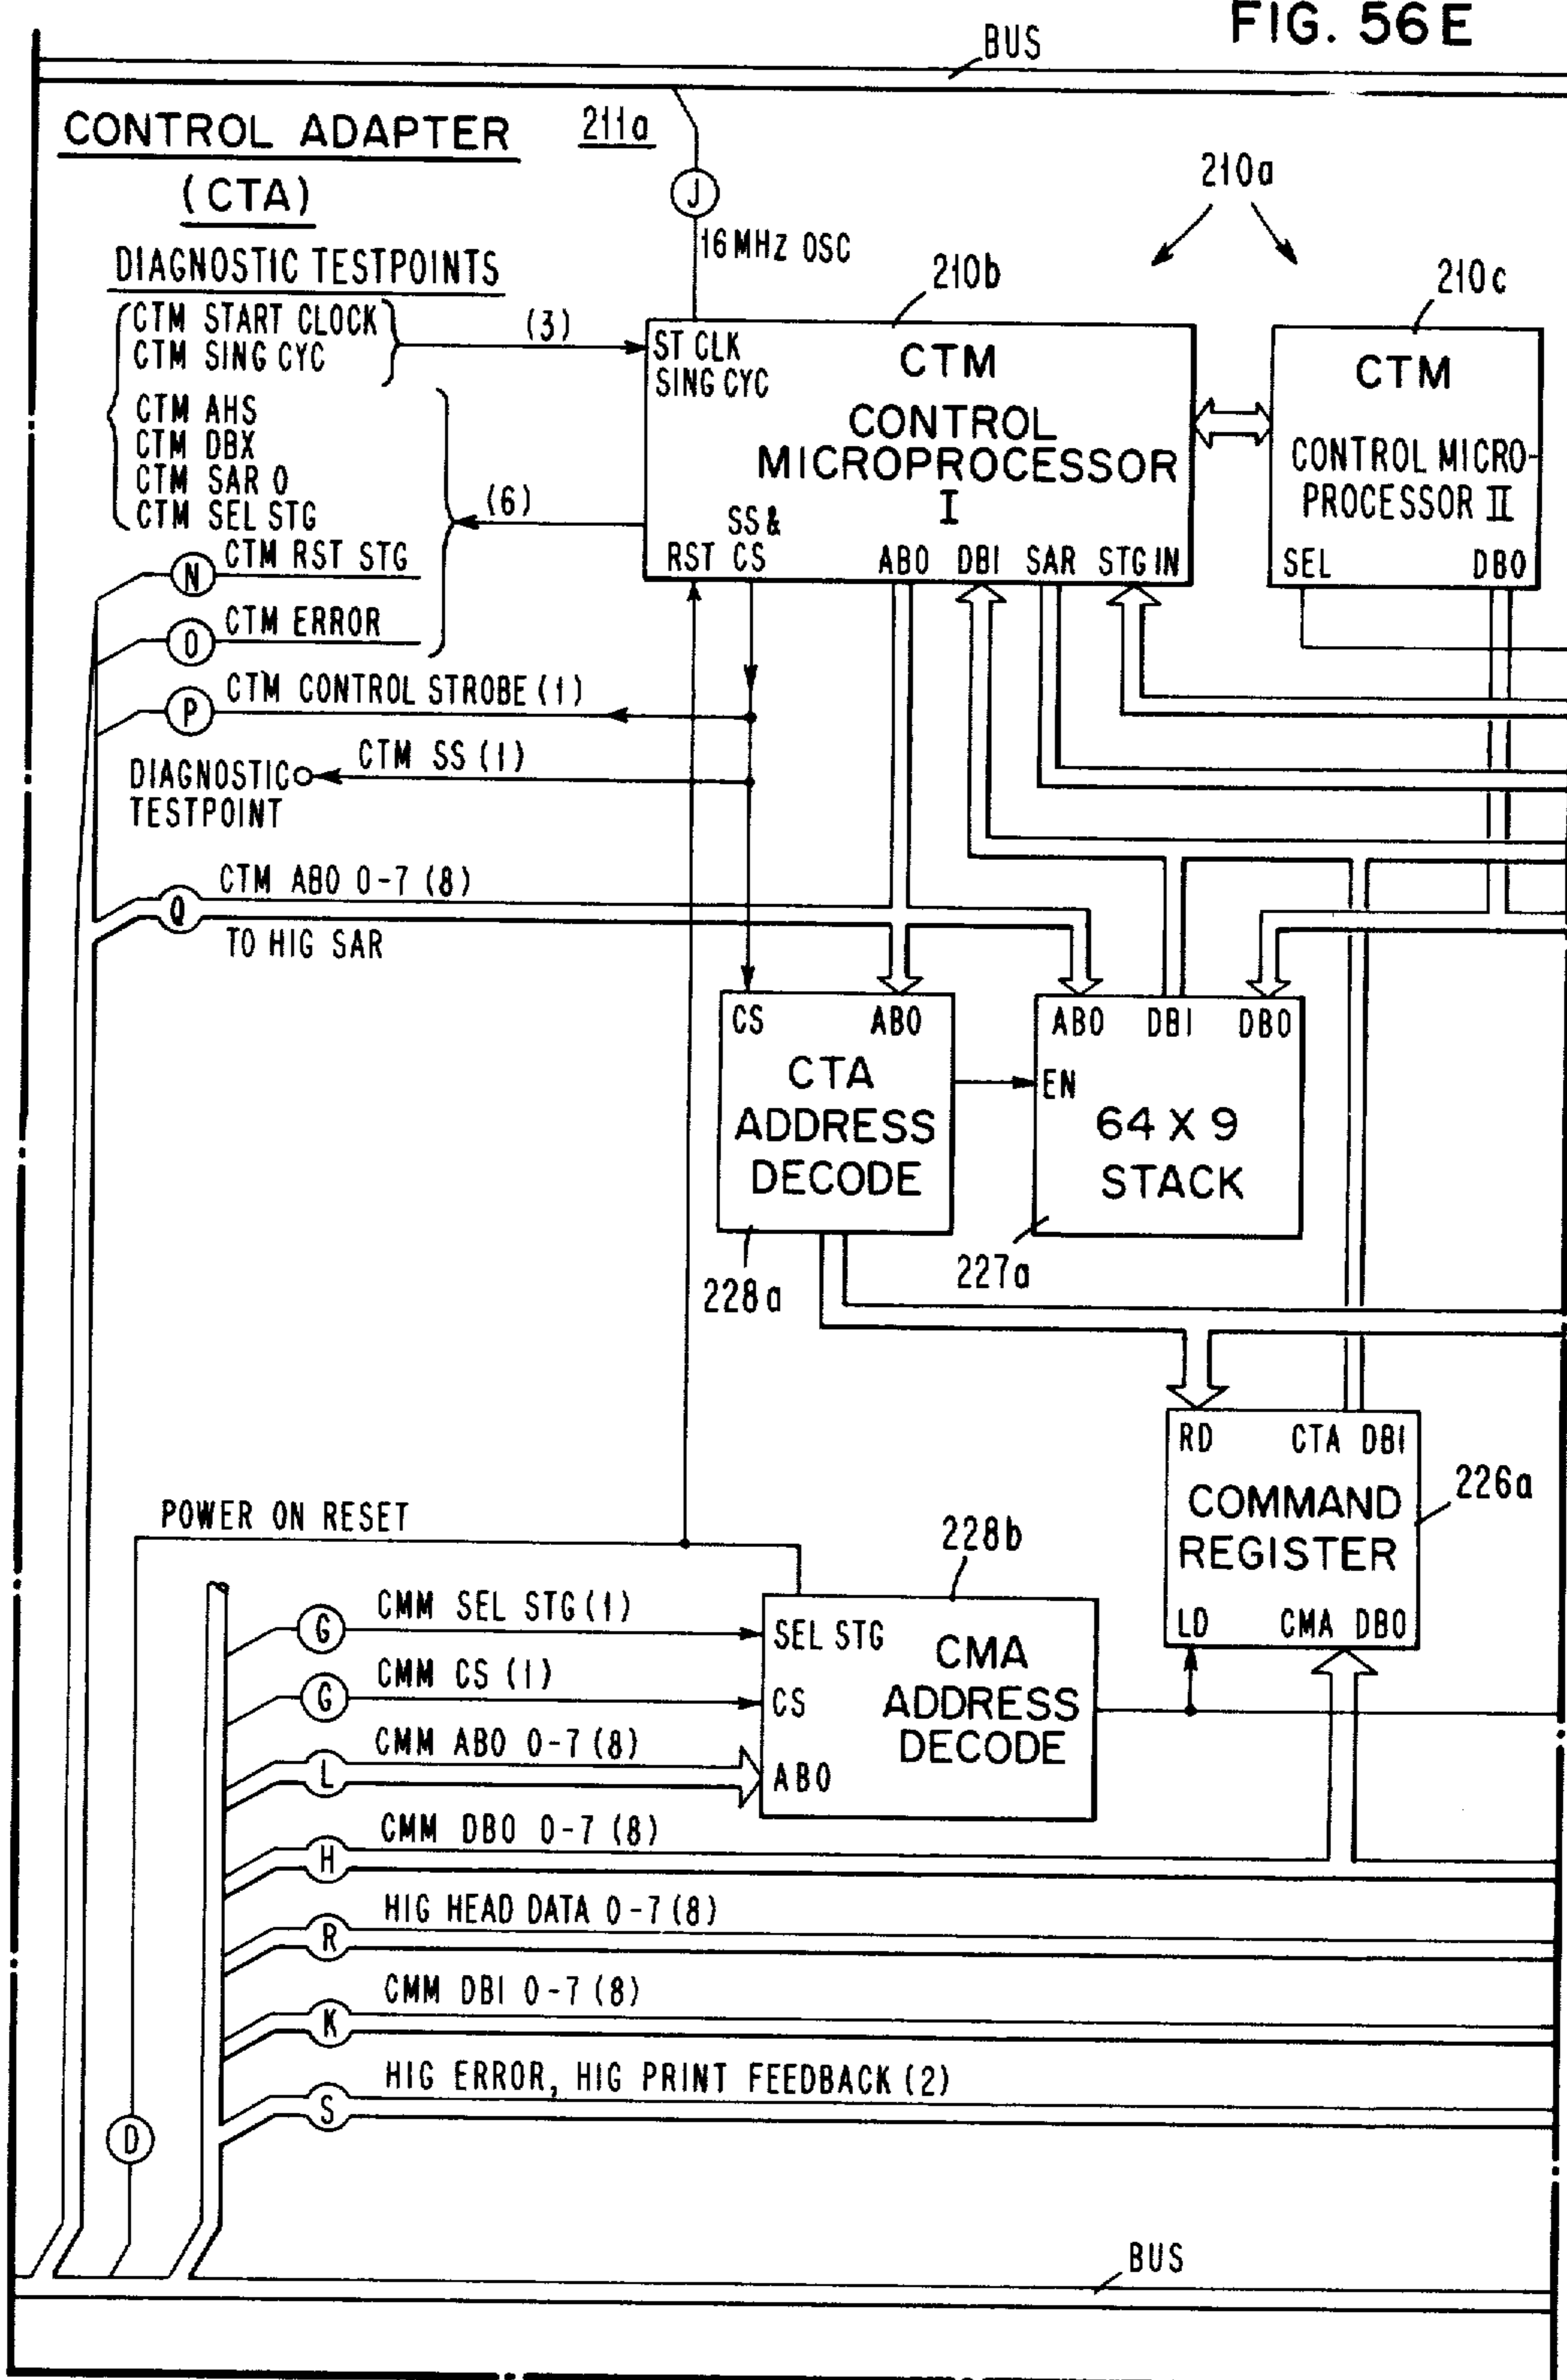 FIG. 56E
BUS
CONTROL ADAPTER
(CTA)
211a
J
16 MHZ OSC
210a
DIAGNOSTIC TESTPOINTS
CTM START CLOCK
CTM SING CYC
(3)
CTM AHS
CTM DBX
CTM SAR 0
CTM SEL STG
(6)
N
CTM RST STG
O
CTM ERROR
P
CTM CONTROL STROBE (1)
DIAGNOSTIC
TESTPOINT
CTM SS (1)
Q
CTM ABO 0-7 (8)
TO HIG SAR
210b
ST CLK
SING CYC
CTM
CONTROL
MICROPROCESSOR
I
SS &
RST CS ABO DBI SAR STG IN
210c
CTM
CONTROL MICRO-
PROCESSOR II
SEL DBO
CS ABO
CTA
ADDRESS
DECODE
228a
ABO DBI DBO
EN
64 X 9
STACK
227a
RD CTA DBI
COMMAND
REGISTER
LD CMA DBO
226a
POWER ON RESET
228b
G
CMM SEL STG (1)
SEL STG
CMA
ADDRESS
DECODE
G
CMM CS (1)
CS
L
CMM ABO 0-7 (8)
ABO
H
CMM DBO 0-7 (8)
R
HIG HEAD DATA 0-7 (8)
K
CMM DBI 0-7 (8)
S
HIG ERROR, HIG PRINT FEEDBACK (2)
D
BUS